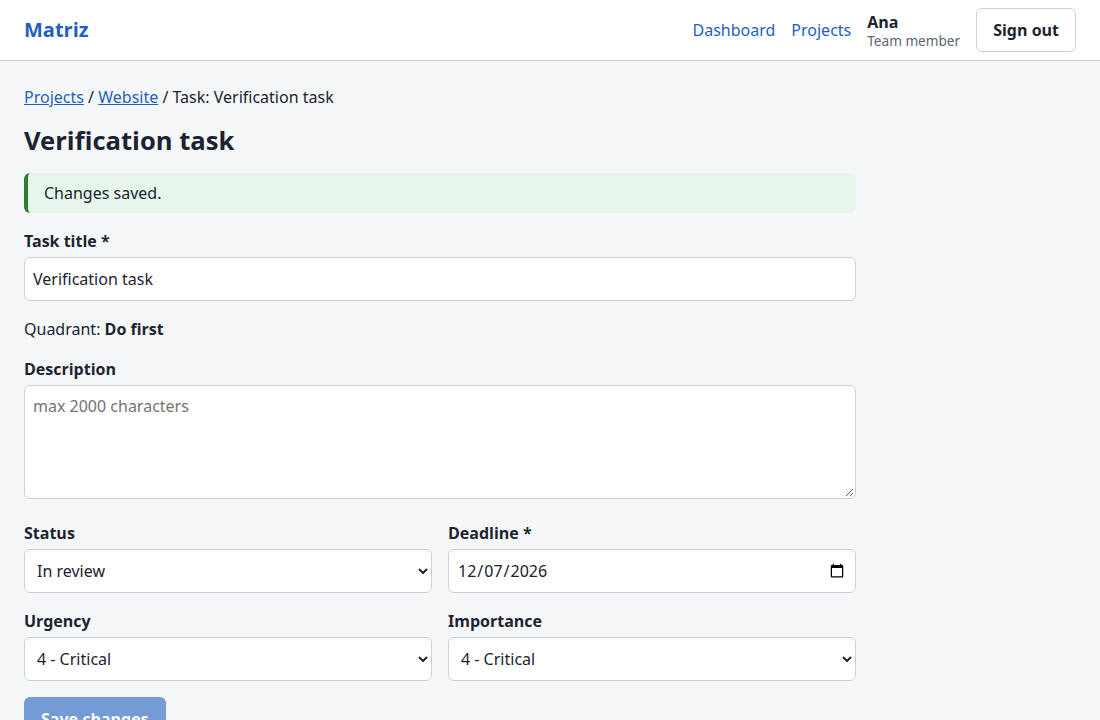 Matriz
Dashboard Projects Ana Sign out
Team member
Projects / Website / Task: Verification task
Verification task
Changes saved.
Task title *
Verification task
Quadrant: Do first
Description
max 2000 characters
Status Deadline *
In review 12/07/2026
Urgency Importance
4 - Critical 4 - Critical
Save changes